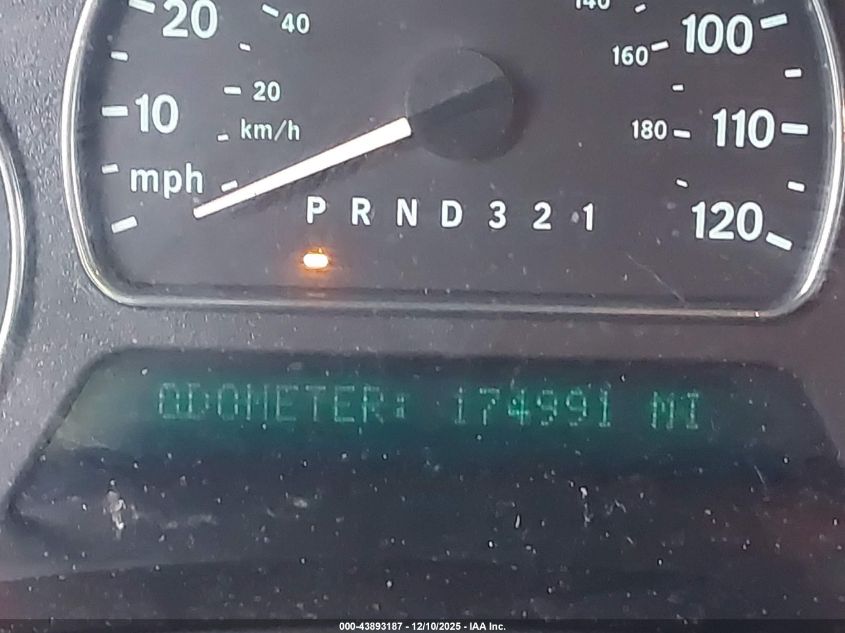 20 40 140 100
160
10 20
km/h 180 110
mph
P R N D 3 2 1 120
ODOMETER: 174991 MI
000-43893187 - 12/10/2025 - IAA Inc.